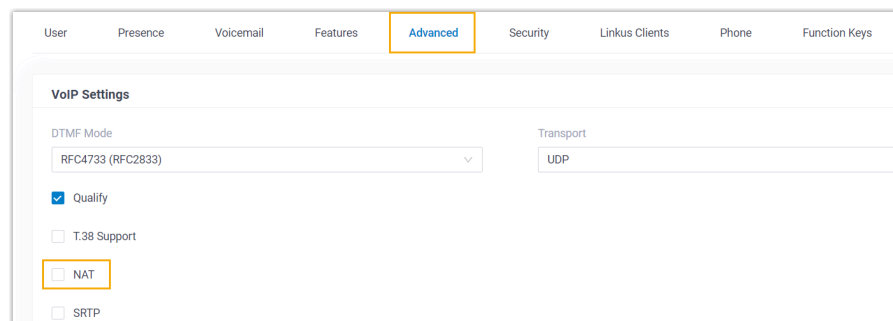 User Presence Voicemail Features Advanced Security Linkus Clients Phone Function Keys
VoIP Settings
DTMF Mode Transport
RFC4733 (RFC2833) UDP
Qualify
T.38 Support
NAT
SRTP